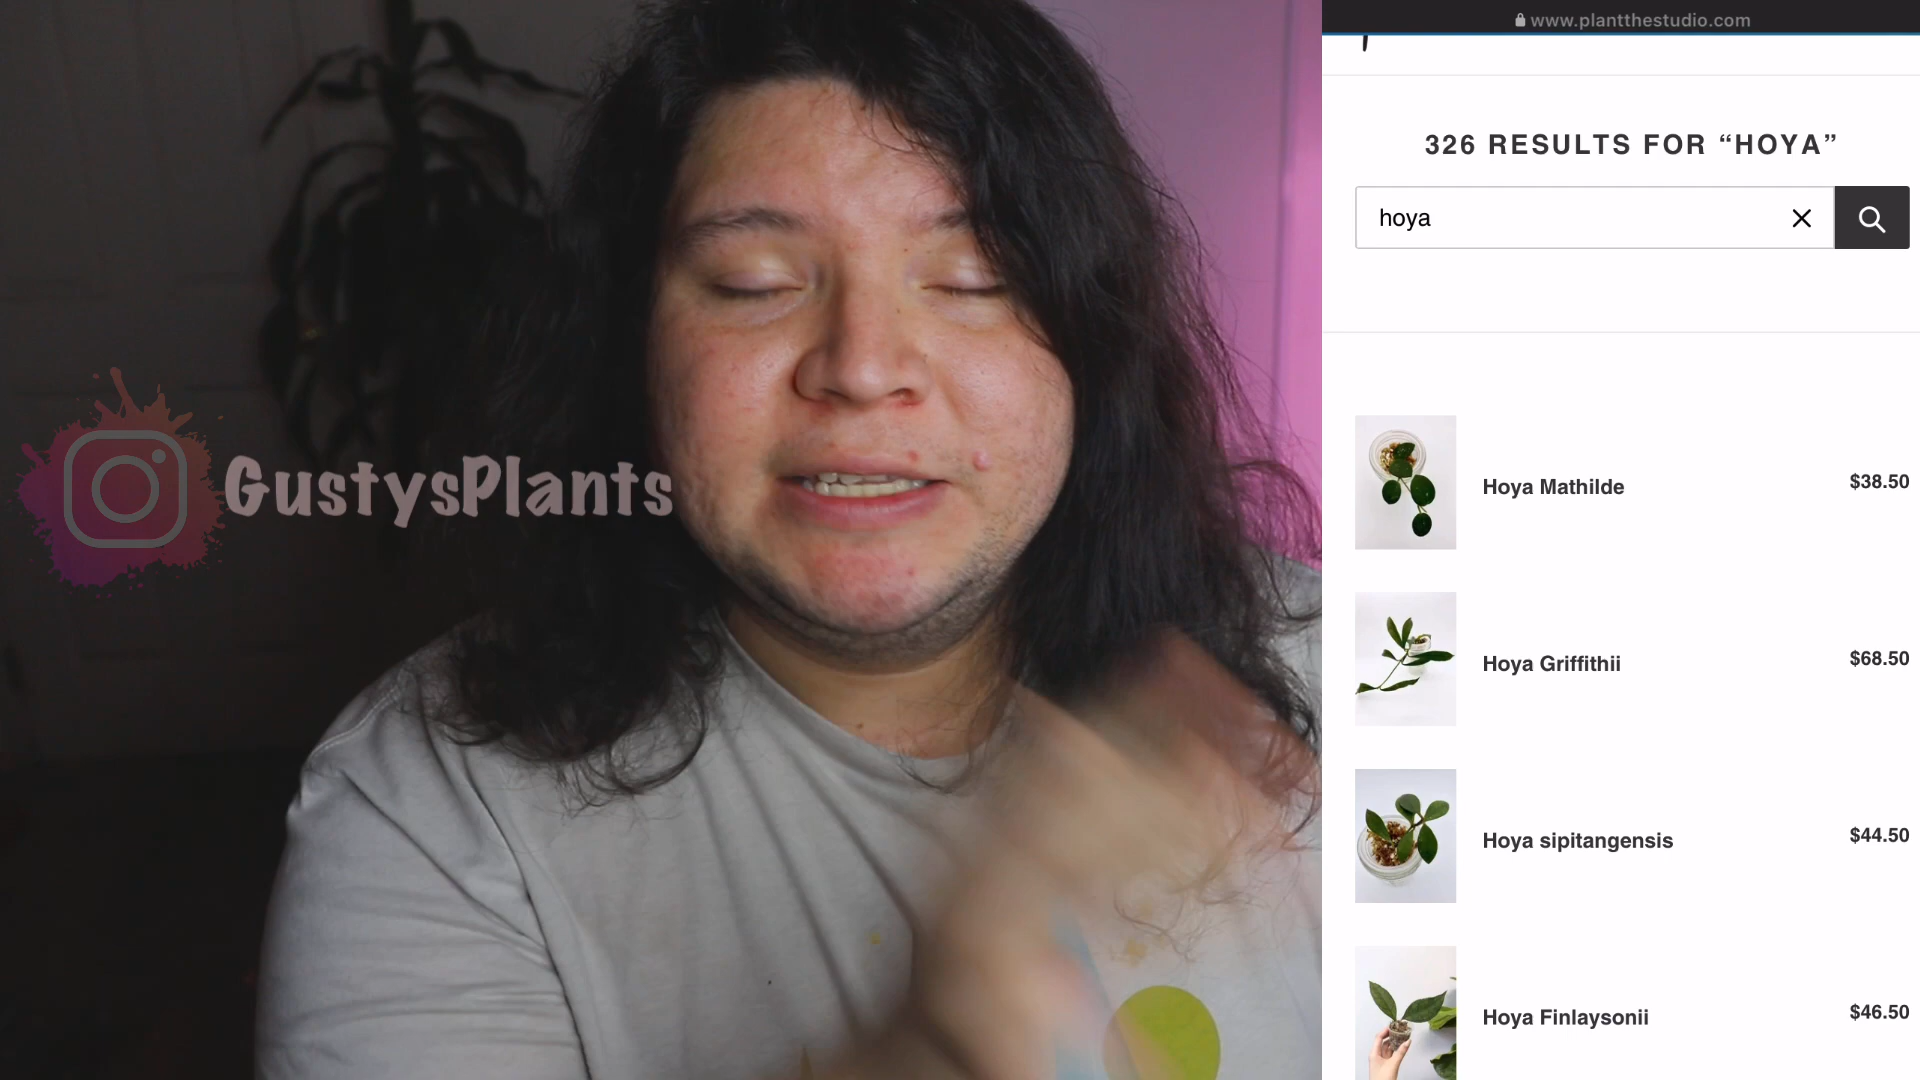 GustysPlants
www.plantthestudio.com
326 RESULTS FOR “HOYA”
hoya
Hoya Mathilde
$38.50
Hoya Griffithii
$68.50
Hoya sipitangensis
$44.50
Hoya Finlaysonii
$46.50